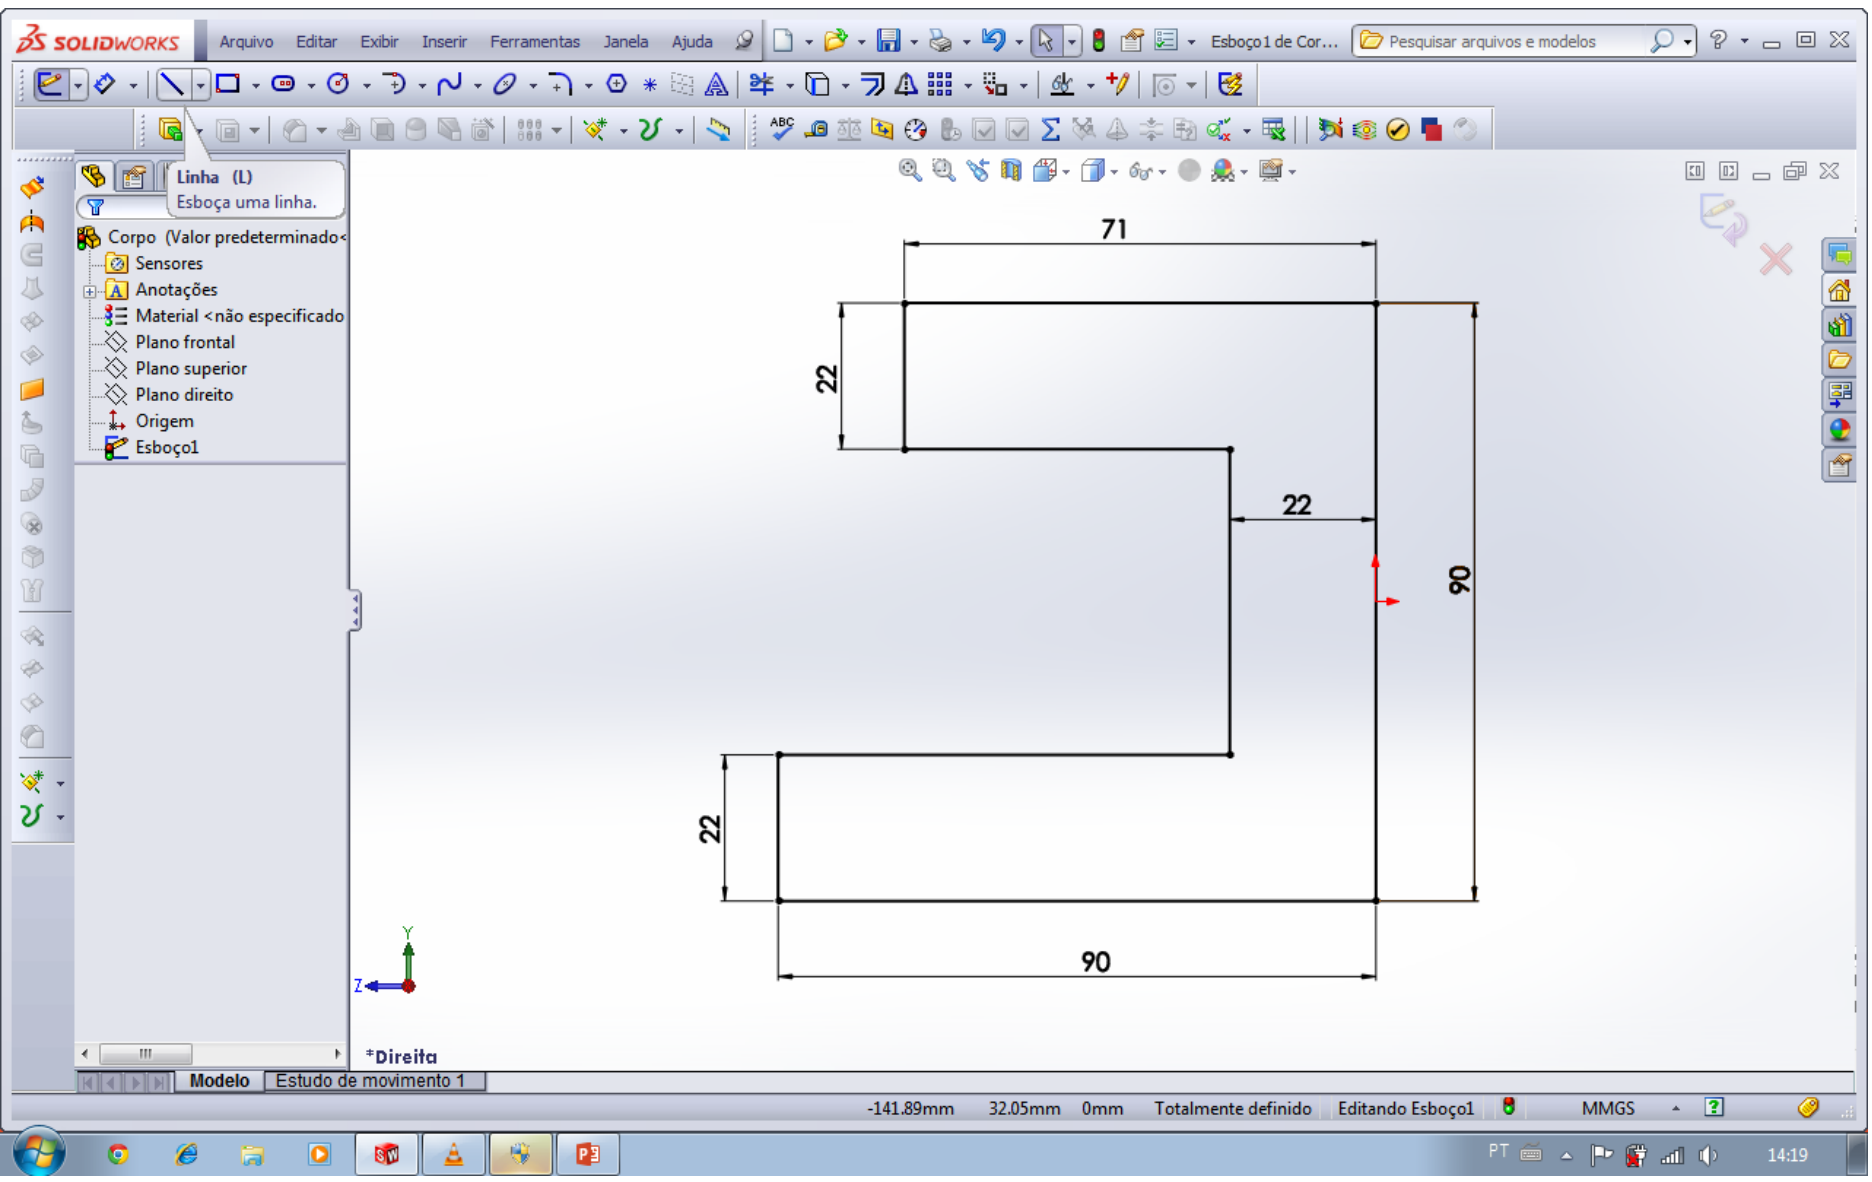 SOLIDWORKS Arquivo Editar Exibir Inserir Ferramentas Janela Ajuda Esboço1 de Cor... Pesquisar arquivos e modelos
ABC
Linha (L)
Esboça uma linha.
Corpo (Valor predeterminado<
Sensores
Anotações
Material <não especificado
Plano frontal
Plano superior
Plano direito
Origem
Esboço1
71
22
22
90
22
90
Y
Z
*Direita
Modelo Estudo de movimento 1
-141.89mm 32.05mm 0mm Totalmente definido Editando Esboço1 MMGS
PT 14:19